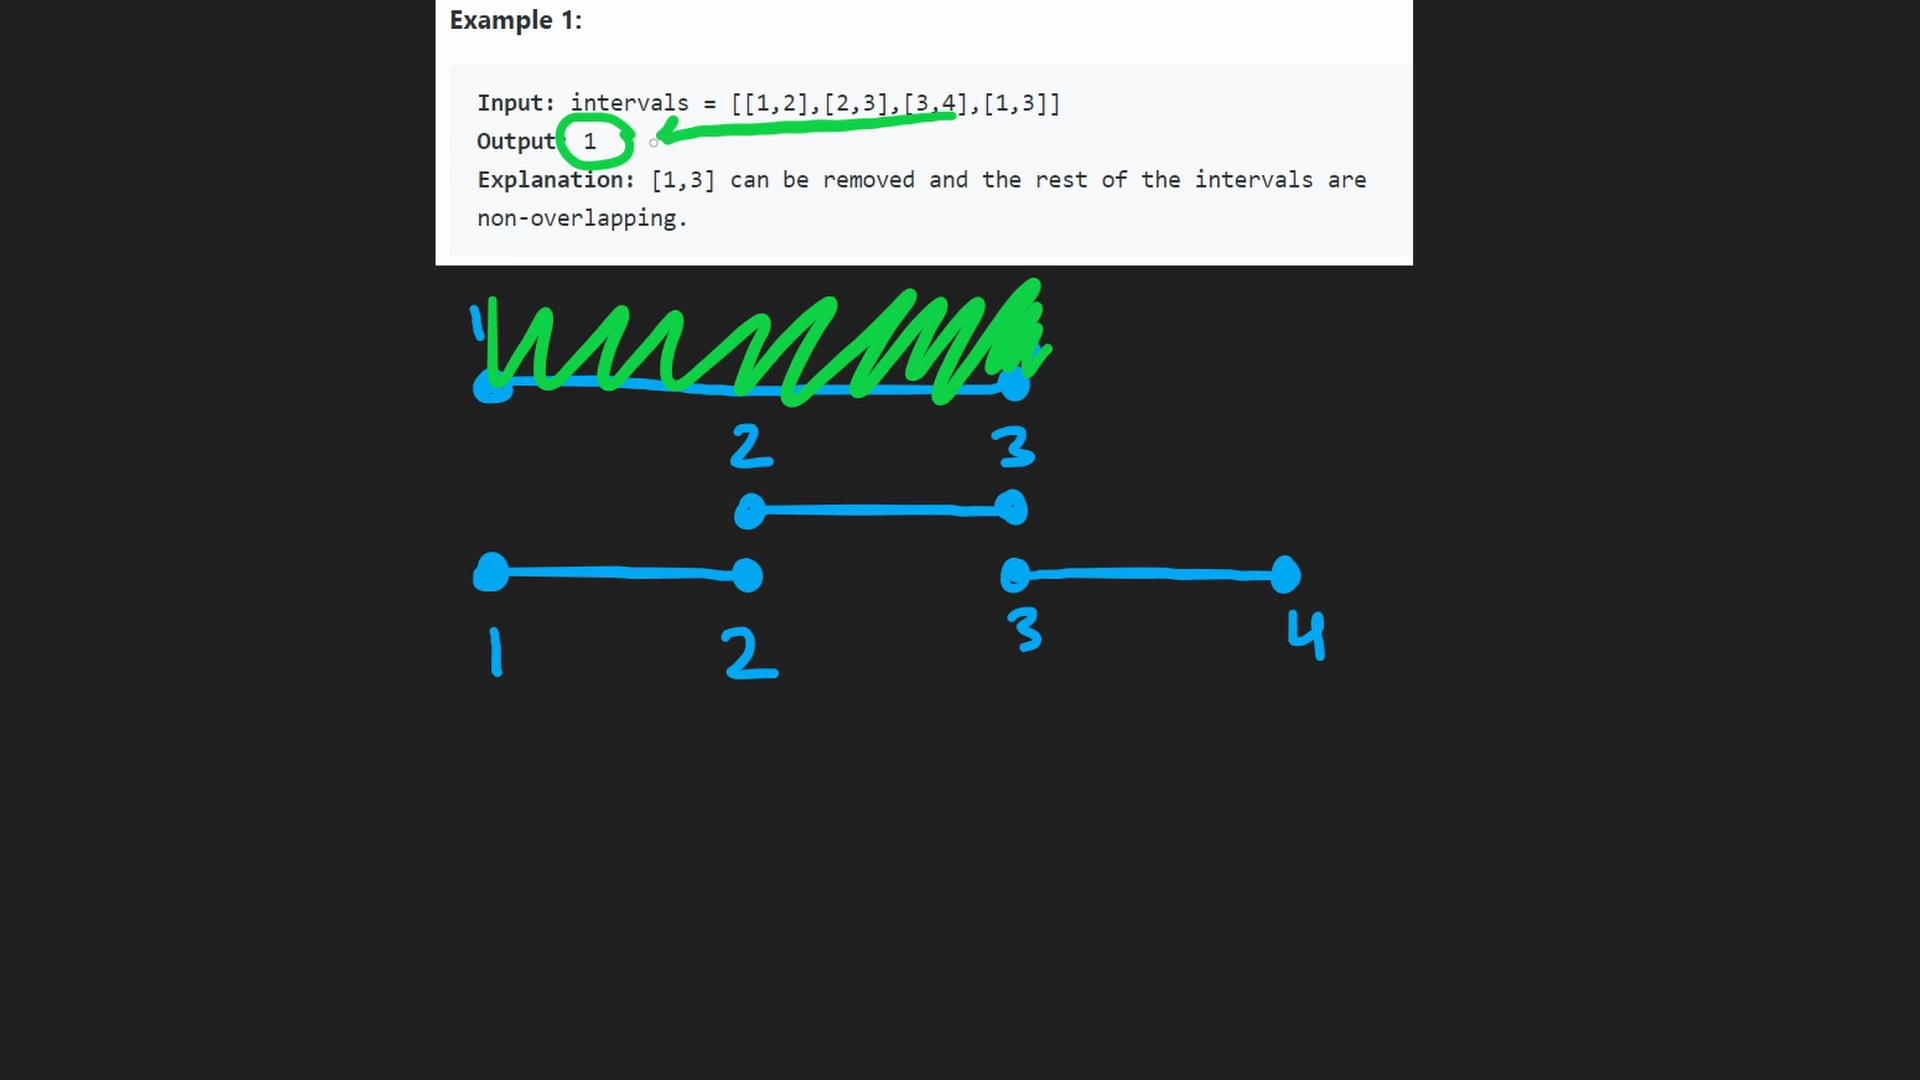 Example 1:
Input: intervals = [[1,2],[2,3],[3,4],[1,3]]
Output: 1
Explanation: [1,3] can be removed and the rest of the intervals are
non-overlapping.
1
2 3
1 2 3 4